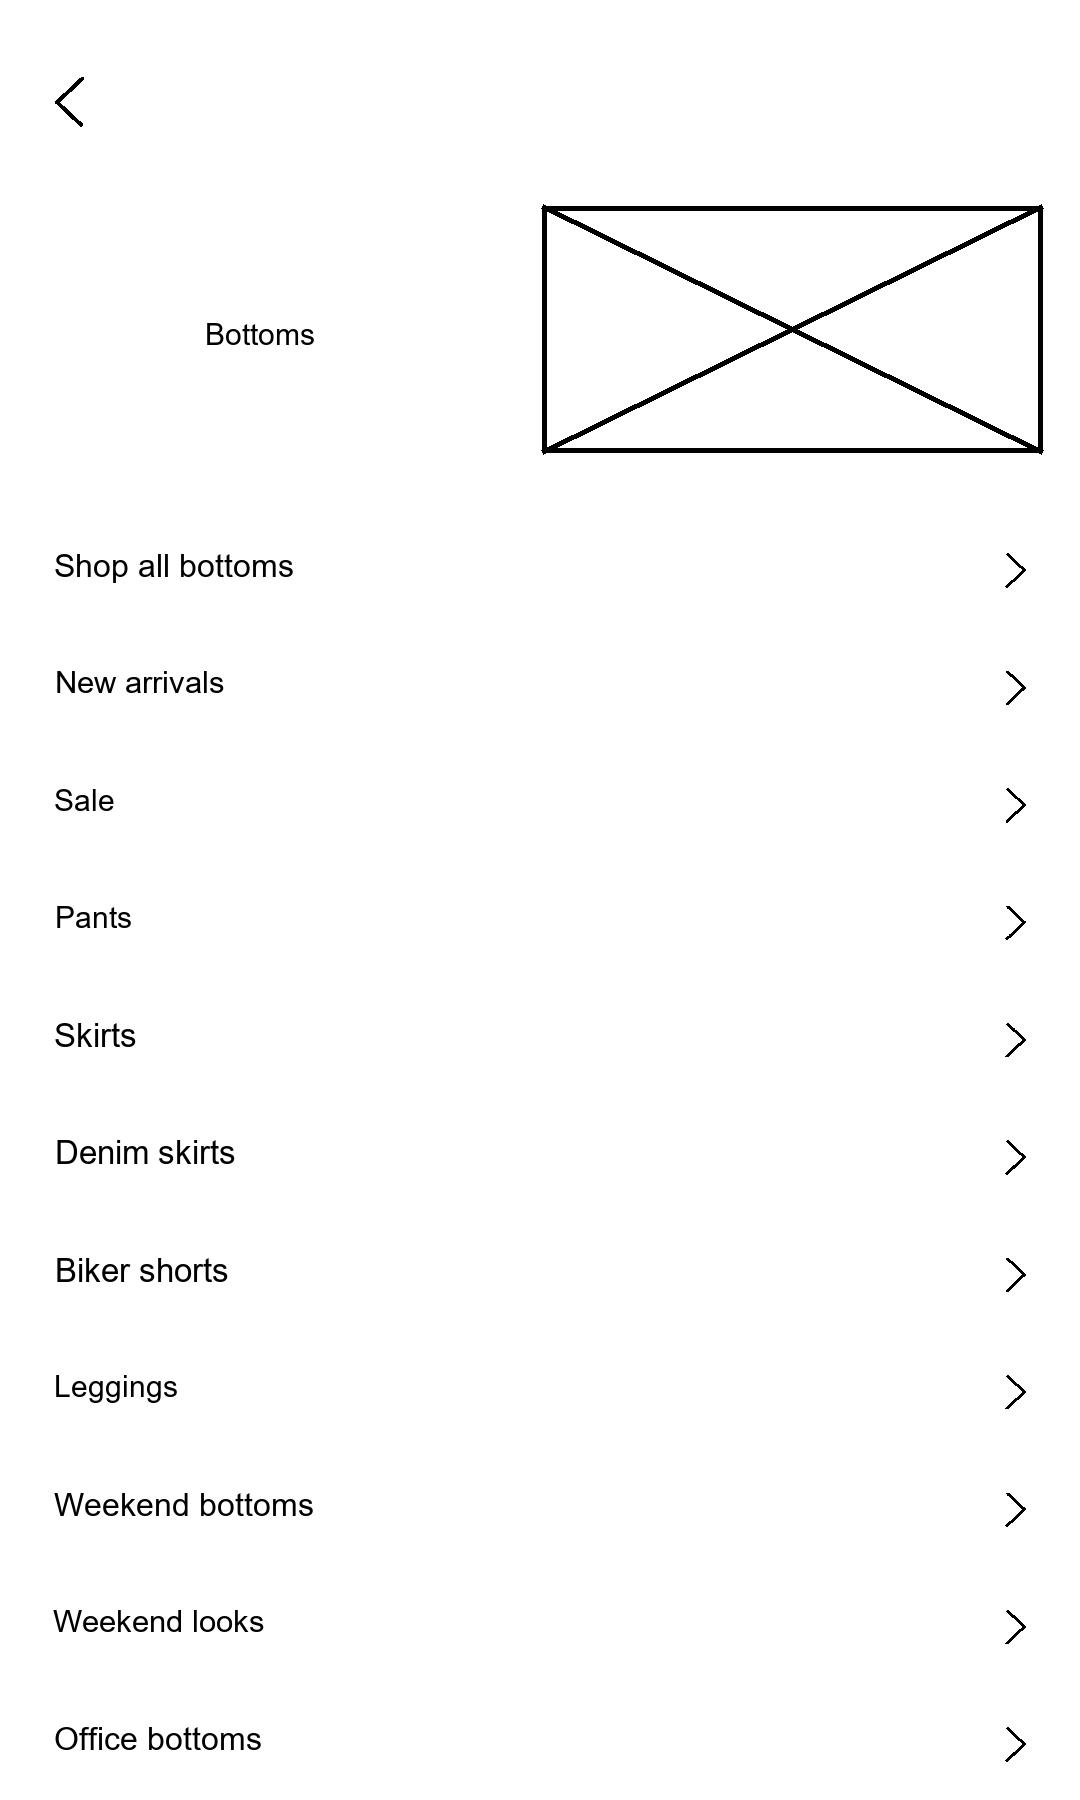 Bottoms
Shop all bottoms
New arrivals
Sale
Pants
Skirts
Denim skirts
Biker shorts
Leggings
Weekend bottoms
Weekend looks
Office bottoms